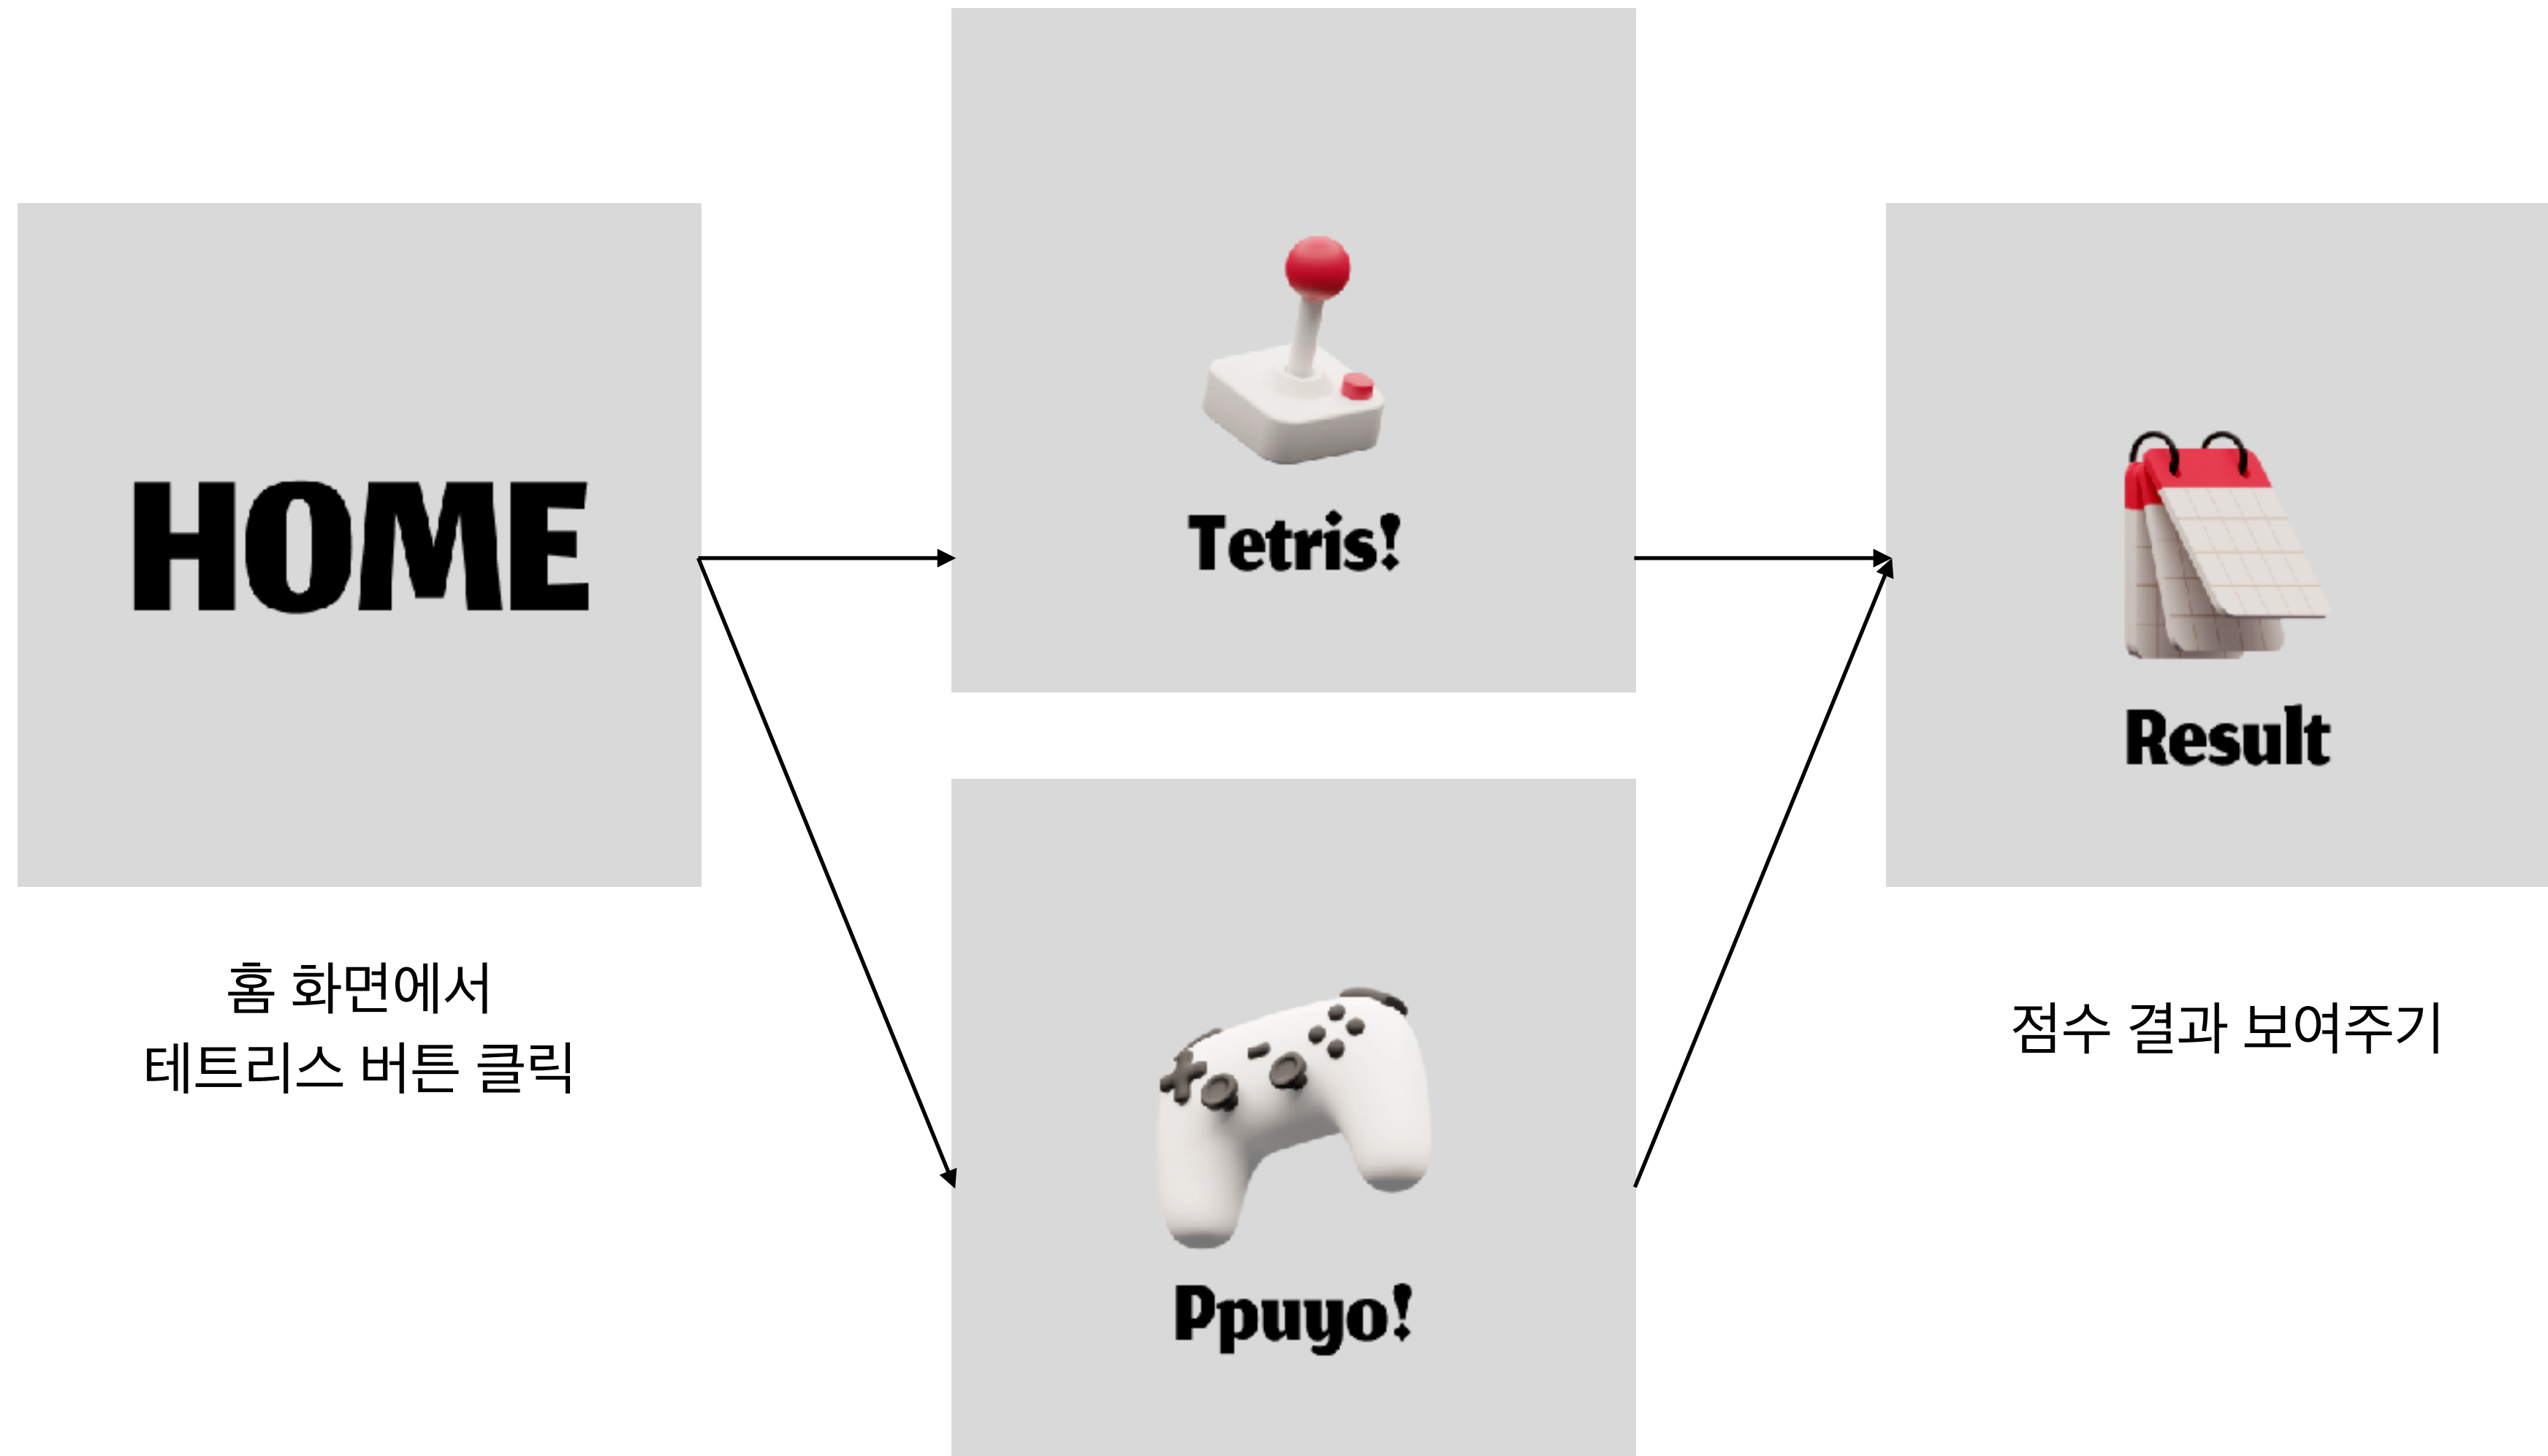 HOME
홈 화면에서
테트리스 버튼 클릭
Tetris!
Ppuyo!
Result
점수 결과 보여주기